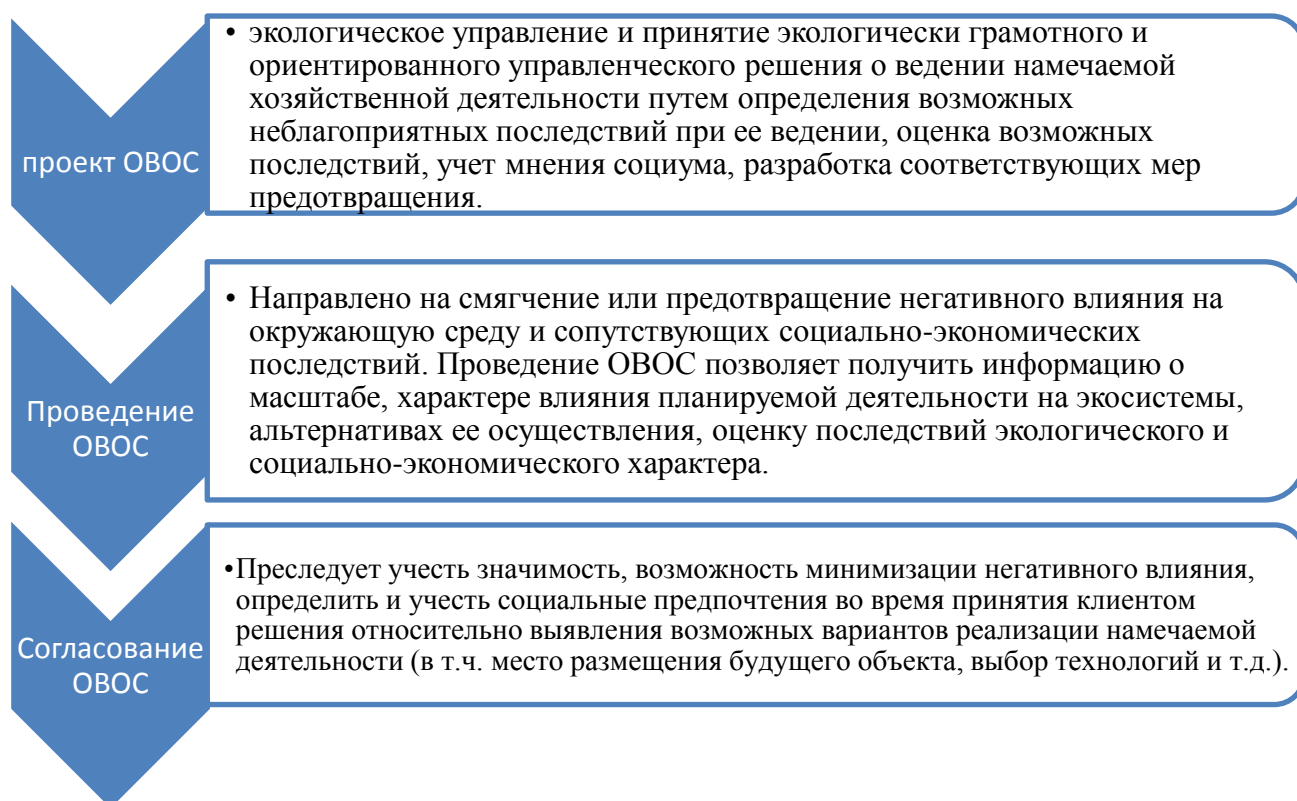 проект ОВОС
• экологическое управление и принятие экологически грамотного и
ориентированного управленческого решения о ведении намечаемой
хозяйственной деятельности путем определения возможных
неблагоприятных последствий при ее ведении, оценка возможных
последствий, учет мнения социума, разработка соответствующих мер
предотвращения.
Проведение
ОВОС
• Направлено на смягчение или предотвращение негативного влияния на
окружающую среду и сопутствующих социально-экономических
последствий. Проведение ОВОС позволяет получить информацию о
масштабе, характере влияния планируемой деятельности на экосистемы,
альтернативах ее осуществления, оценку последствий экологического и
социально-экономического характера.
Согласование
ОВОС
•Преследует учесть значимость, возможность минимизации негативного влияния,
определить и учесть социальные предпочтения во время принятия клиентом
решения относительно выявления возможных вариантов реализации намечаемой
деятельности (в т.ч. место размещения будущего объекта, выбор технологий и т.д.).